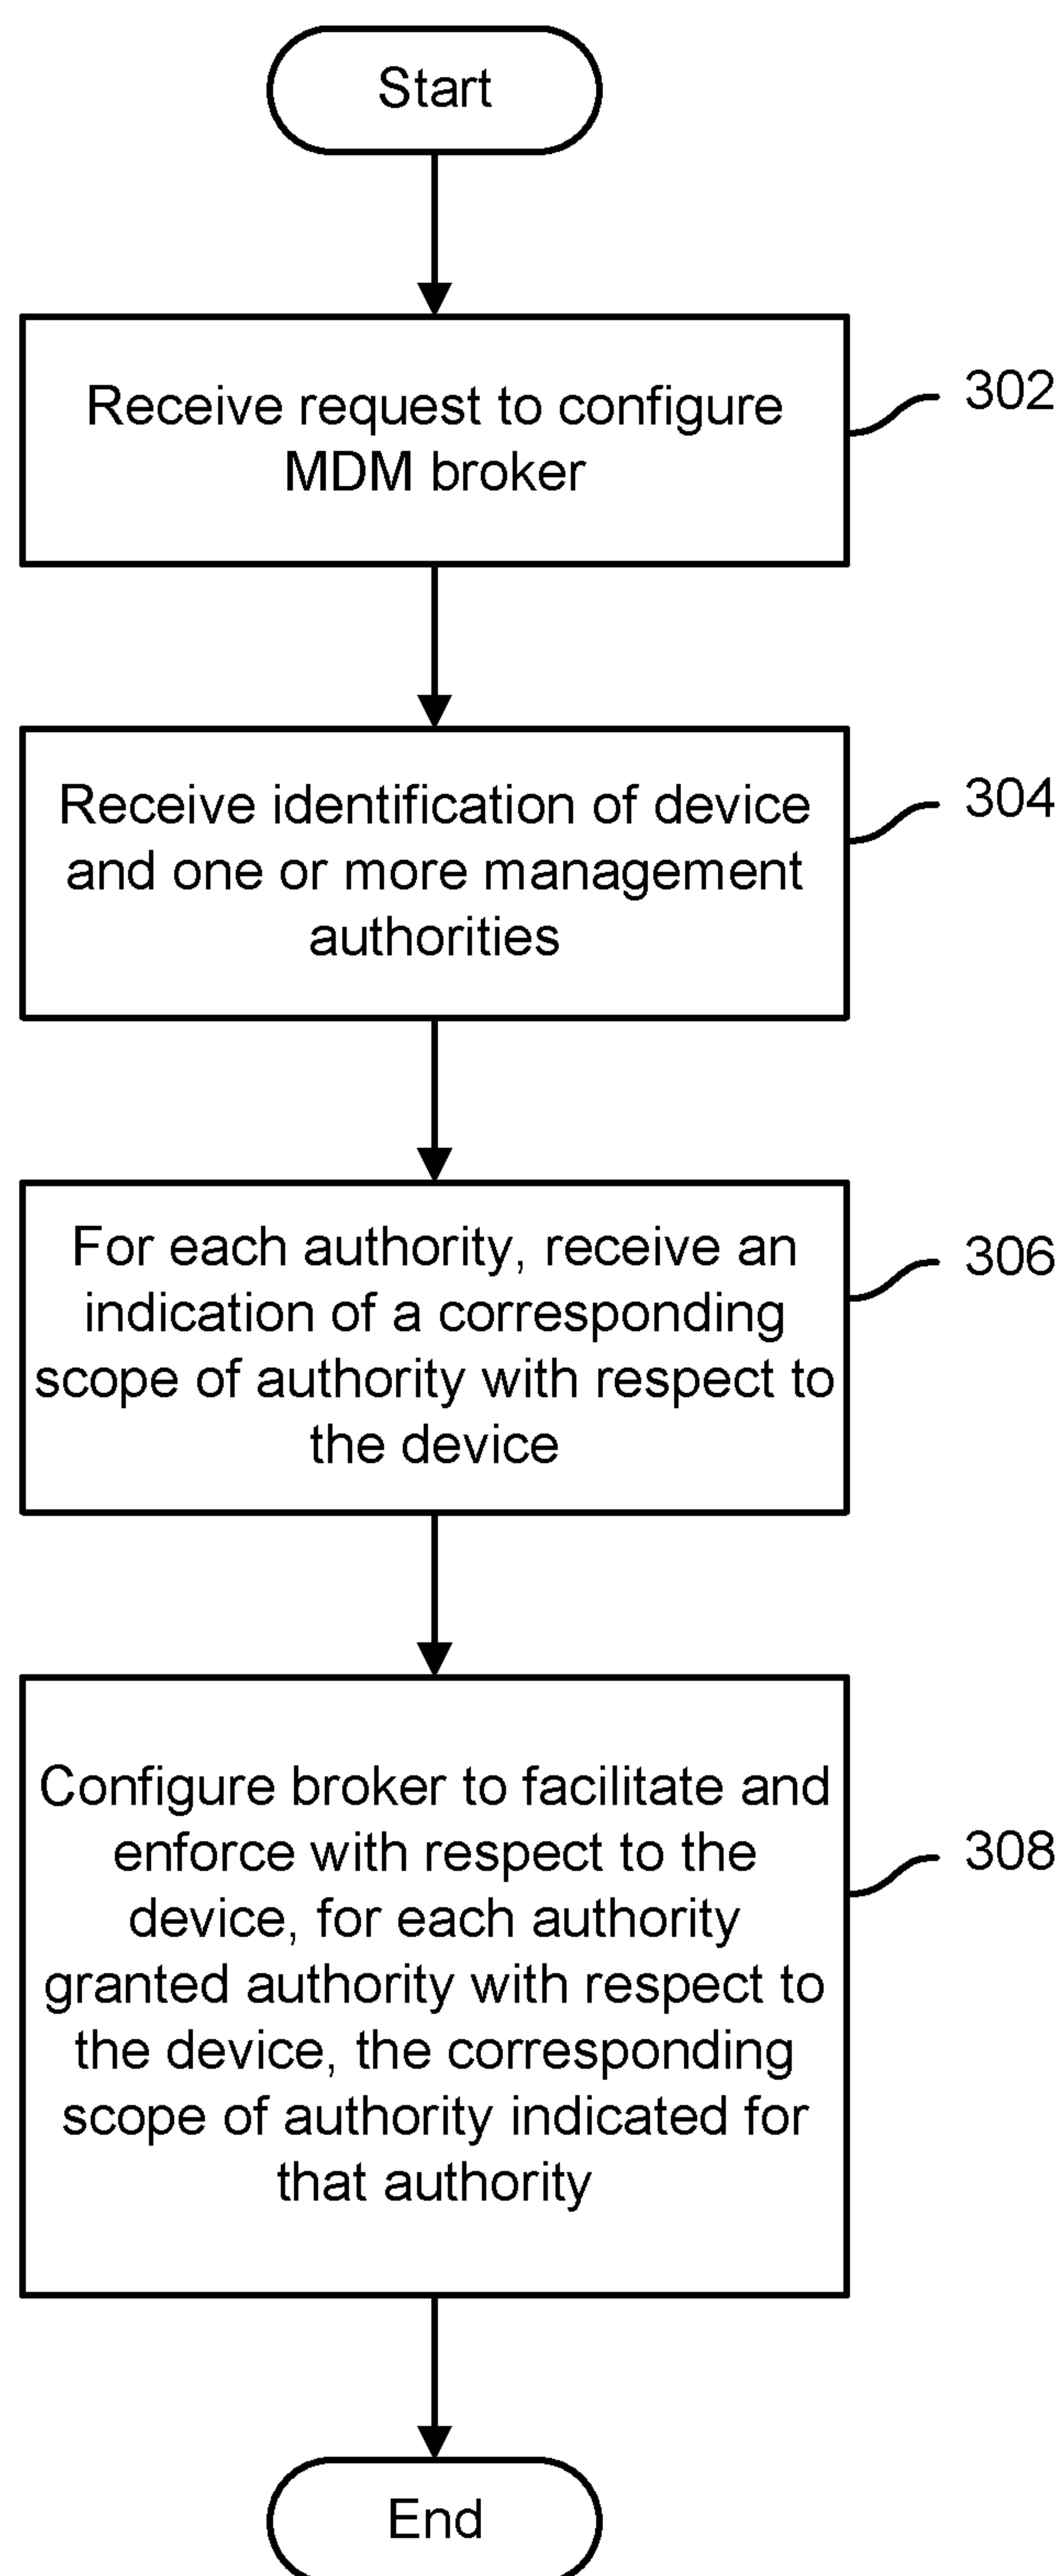 Start
Receive request to configure
MDM broker
302
Receive identification of device
and one or more management
authorities
304
For each authority, receive an
indication of a corresponding
scope of authority with respect to
the device
306
Configure broker to facilitate and
enforce with respect to the
device, for each authority
granted authority with respect to
the device, the corresponding
scope of authority indicated for
that authority
308
End